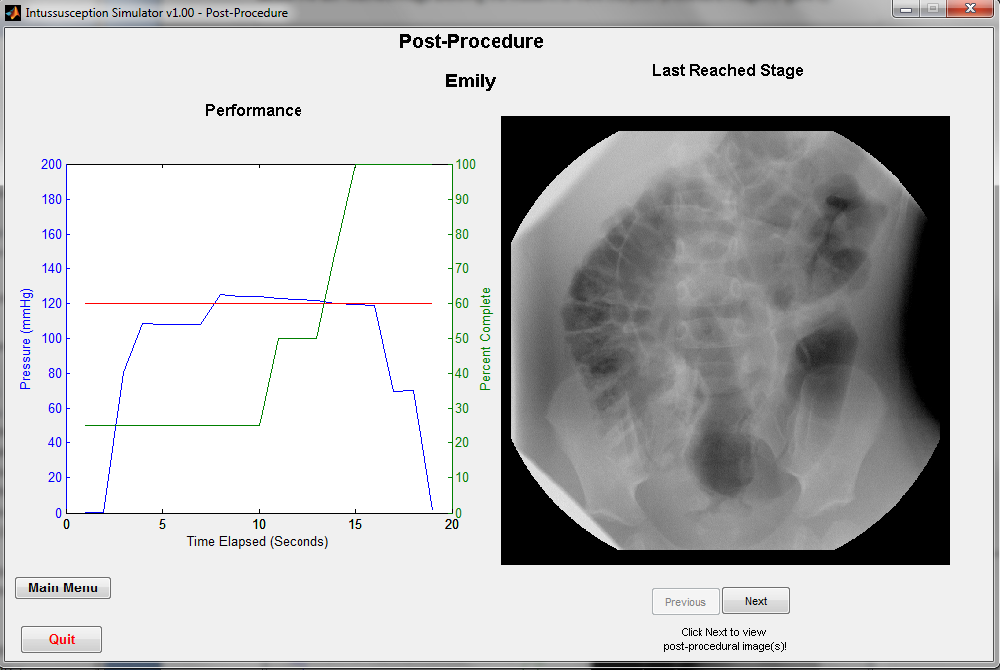 Intussusception Simulator v1.00 - Post-Procedure
Post-Procedure
Emily
Last Reached Stage
Performance
200
180
160
140
120
100
80
60
40
20
0
Pressure (mmHg)
100
90
80
70
60
50
40
30
20
10
0
Percent Complete
0
5
10
15
20
Time Elapsed (Seconds)
Main Menu
Quit
Previous
Next
Click Next to view
post-procedural image(s)!